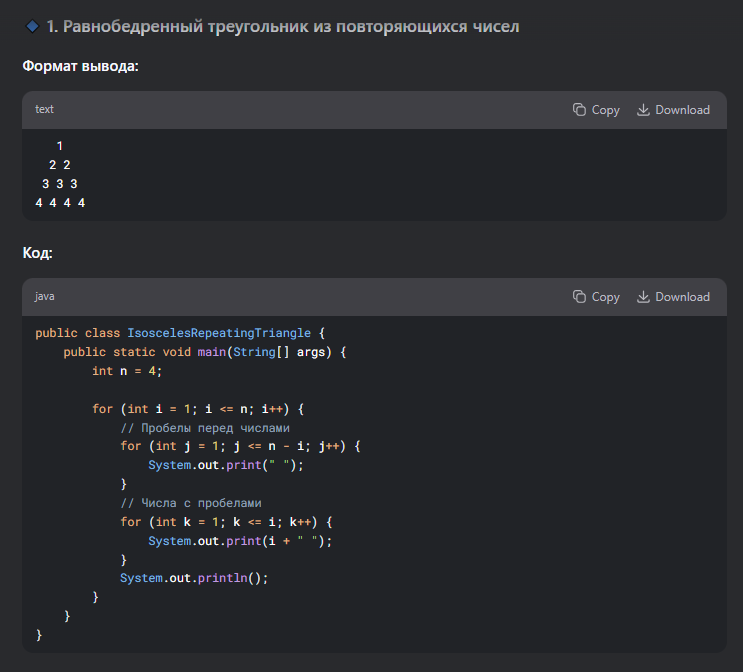 1. Равнобедренный треугольник из повторяющихся чисел
Формат вывода:
text Copy Download
   1
  2 2
 3 3 3
4 4 4 4
Код:
java Copy Download
public class IsoscelesRepeatingTriangle {
    public static void main(String[] args) {
        int n = 4;

        for (int i = 1; i <= n; i++) {
            // Пробелы перед числами
            for (int j = 1; j <= n - i; j++) {
                System.out.print(" ");
            }
            // Числа с пробелами
            for (int k = 1; k <= i; k++) {
                System.out.print(i + " ");
            }
            System.out.println();
        }
    }
}